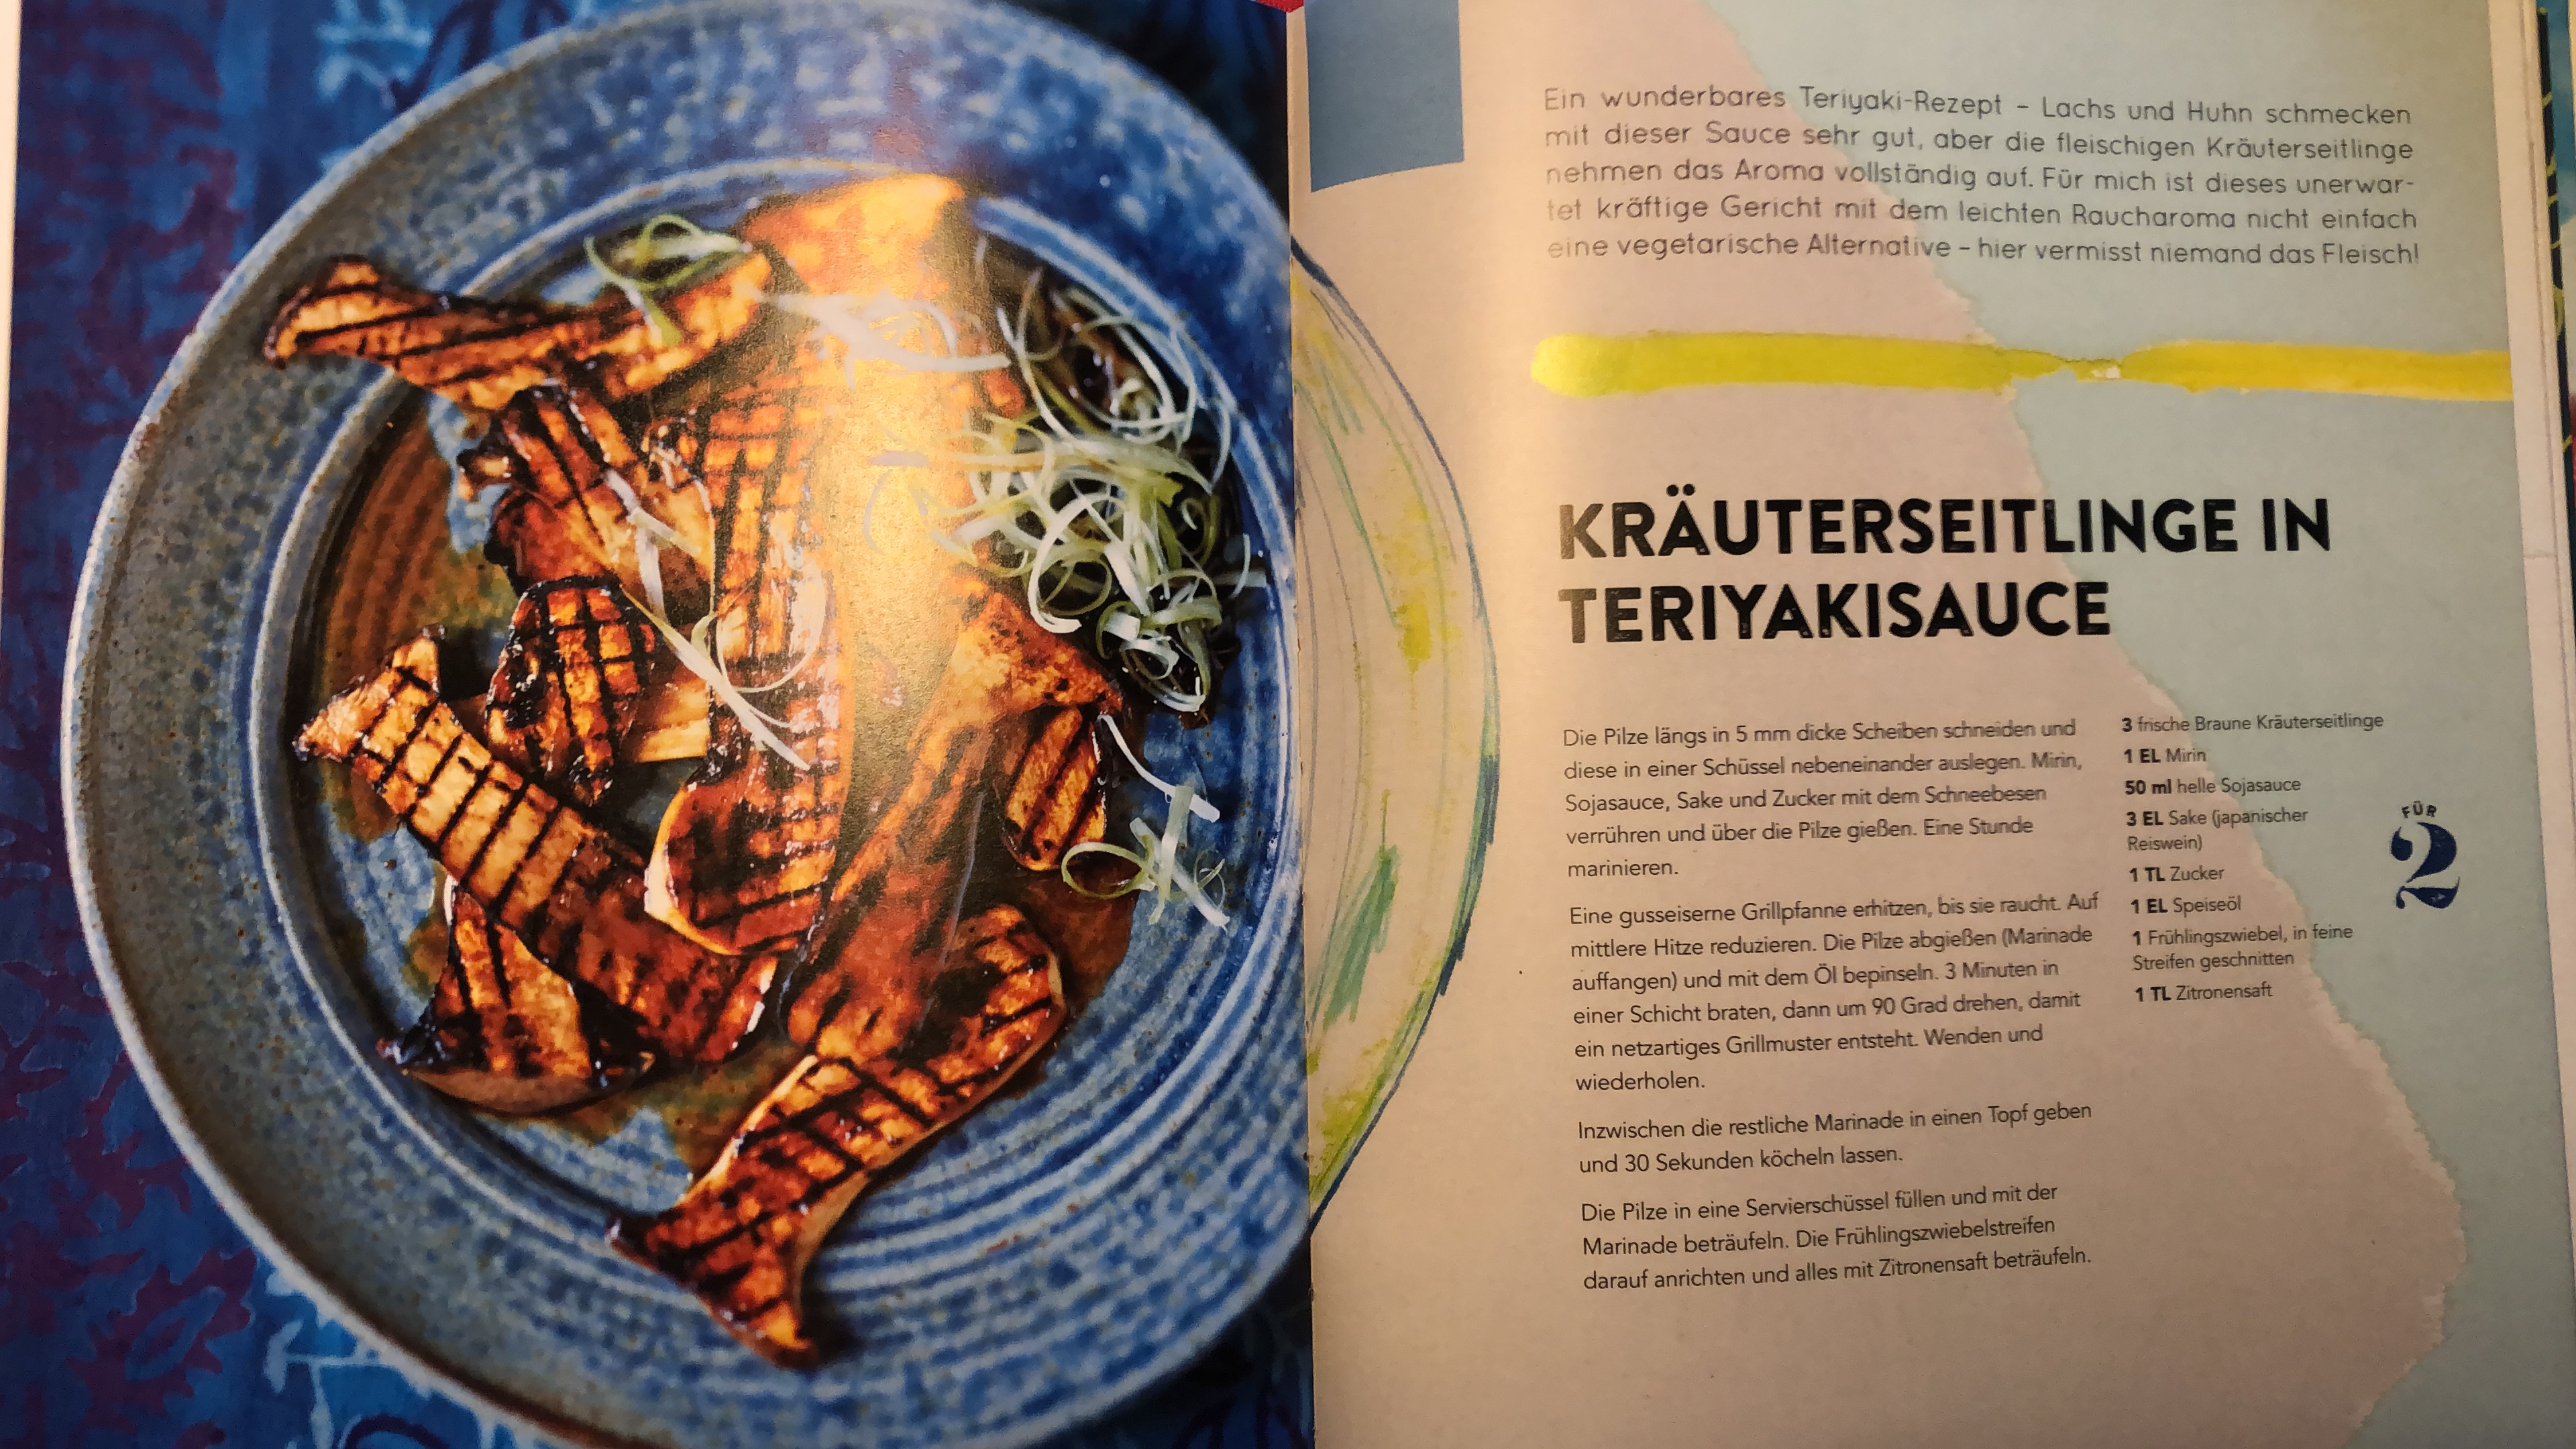 Ein wunderbares Teriyaki-Rezept – Lachs und Huhn schmecken
mit dieser Sauce sehr gut, aber die fleischigen Kräuterseitlinge
nehmen das Aroma vollständig auf. Für mich ist dieses unerwar-
tet kräftige Gericht mit dem leichten Raucharoma nicht einfach
eine vegetarische Alternative – hier vermisst niemand das Fleisch!
KRÄUTERSEITLINGE IN
TERIYAKISAUCE
Die Pilze längs in 5 mm dicke Scheiben schneiden und
diese in einer Schüssel nebeneinander auslegen. Mirin,
Sojasauce, Sake und Zucker mit dem Schneebesen
verrühren und über die Pilze gießen. Eine Stunde
marinieren.
Eine gusseiserne Grillpfanne erhitzen, bis sie raucht. Auf
mittlere Hitze reduzieren. Die Pilze abgießen (Marinade
auffangen) und mit dem Öl bepinseln. 3 Minuten in
einer Schicht braten, dann um 90 Grad drehen, damit
ein netzartiges Grillmuster entsteht. Wenden und
wiederholen.
Inzwischen die restliche Marinade in einen Topf geben
und 30 Sekunden köcheln lassen.
Die Pilze in eine Servierschüssel füllen und mit der
Marinade beträufeln. Die Frühlingszwiebelstreifen
darauf anrichten und alles mit Zitronensaft beträufeln.
3 frische Braune Kräuterseitlinge
1 EL Mirin
50 ml helle Sojasauce
3 EL Sake (japanischer
Reiswein)
1 TL Zucker
1 EL Speiseöl
1 Frühlingszwiebel, in feine
Streifen geschnitten
1 TL Zitronensaft
FÜR
2